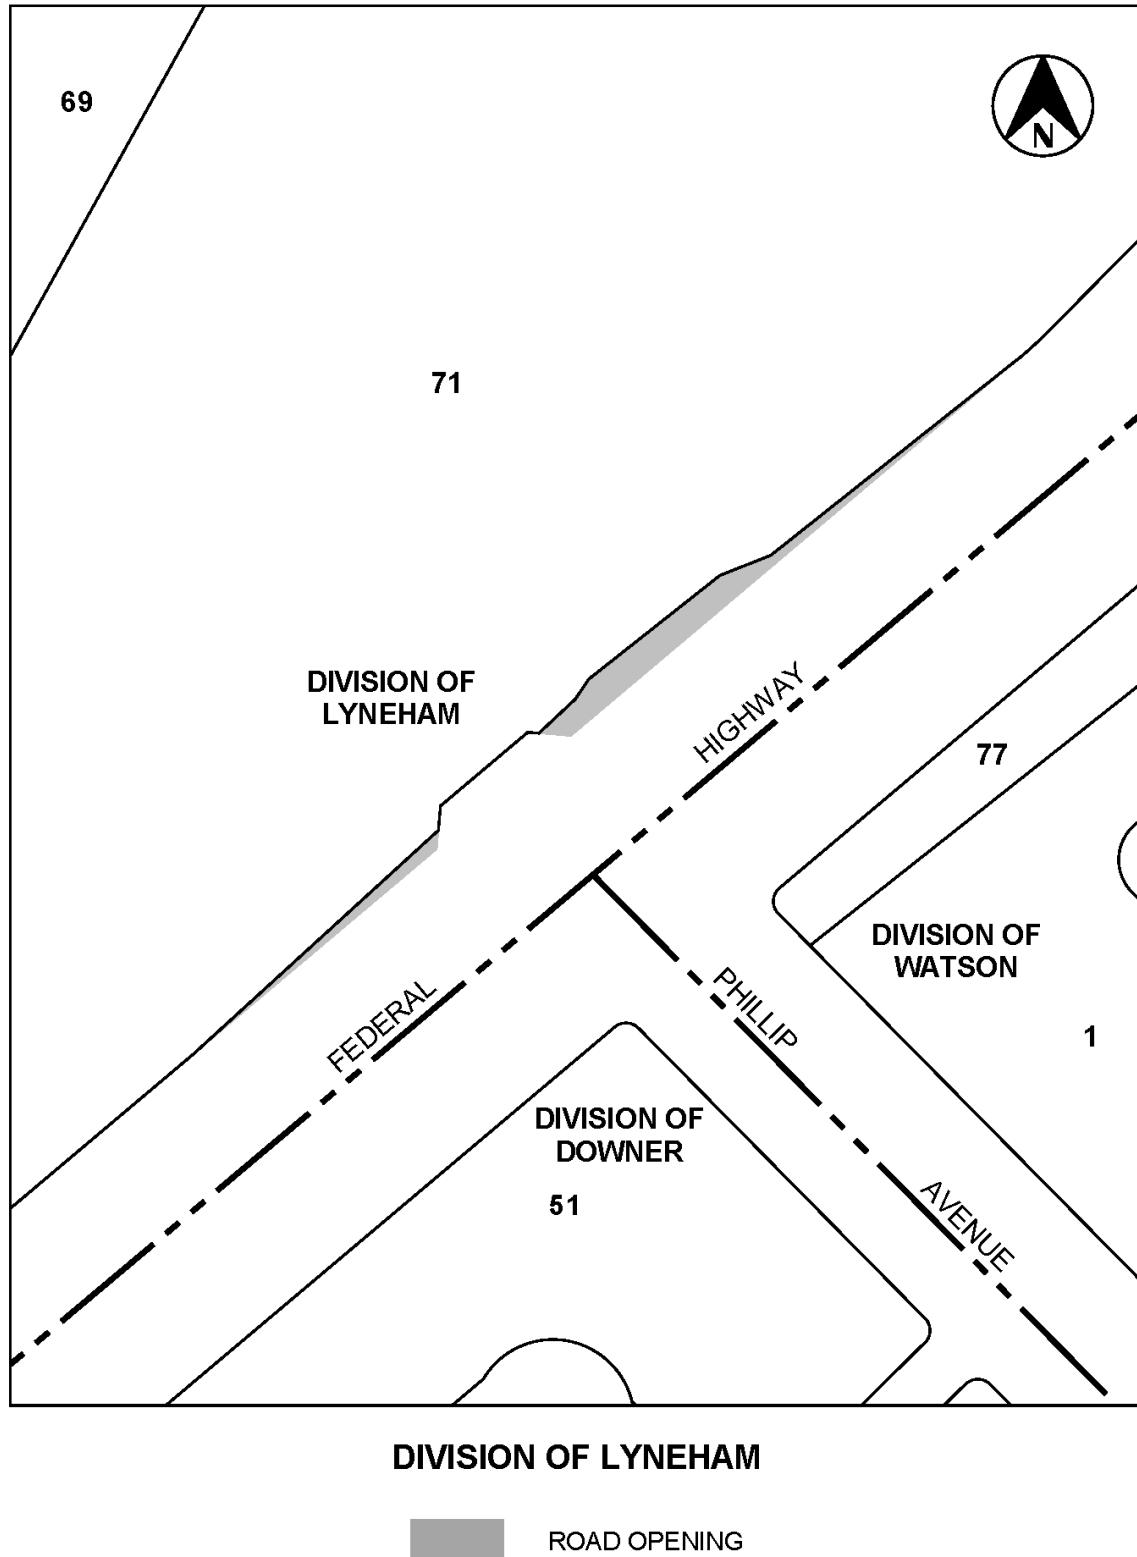 69
N
71
DIVISION OF
LYNEHAM
HIGHWAY
77
DIVISION OF
WATSON
FEDERAL
PHILLIP
1
DIVISION OF
DOWNER
51
AVENUE
DIVISION OF LYNEHAM
ROAD OPENING